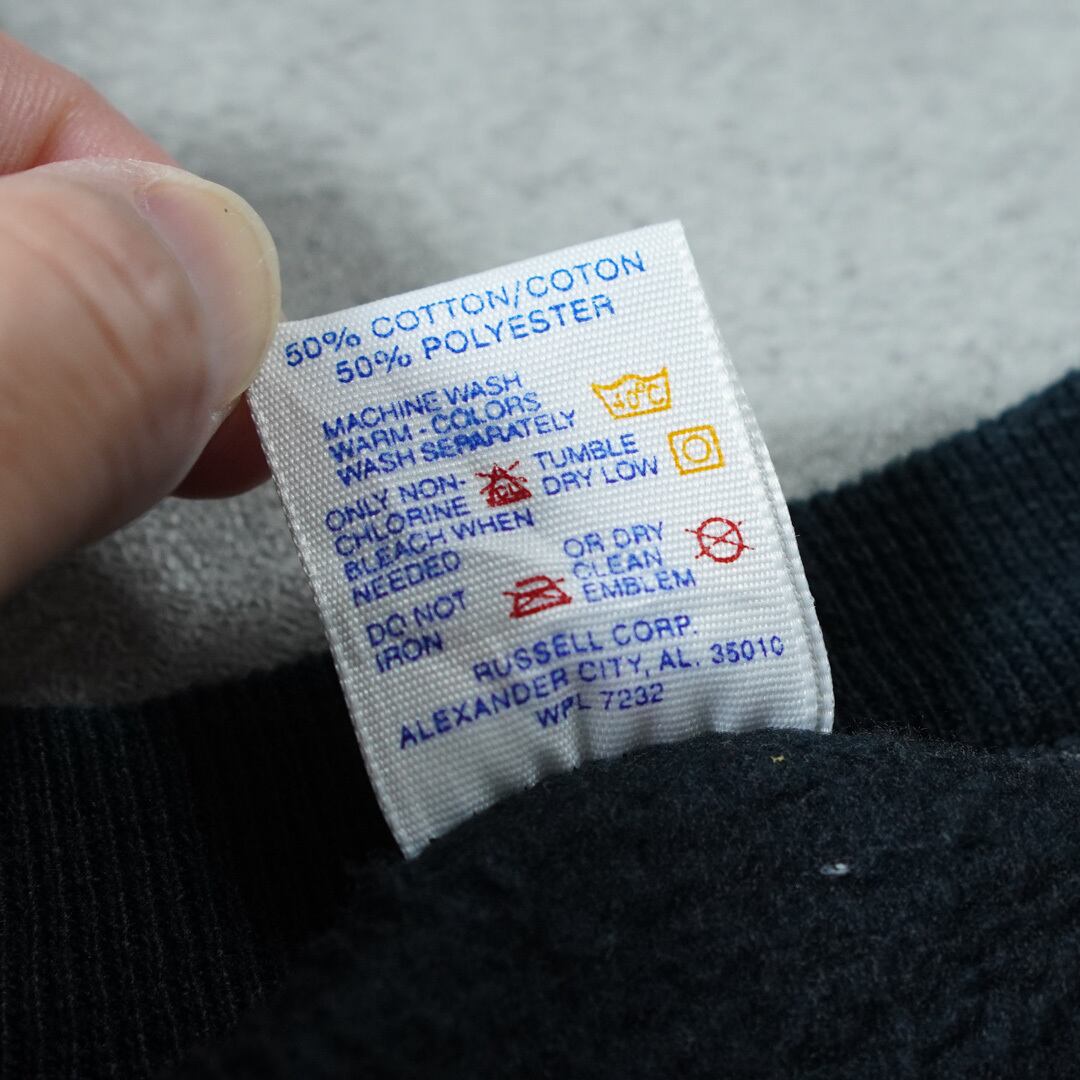 50% COTTON/COTON
50% POLYESTER
MACHINE WASH
WARM - COLORS
WASH SEPARATELY
40°C
ONLY NON-
CHLORINE
BLEACH WHEN
NEEDED
CL
TUMBLE
DRY LOW
DO NOT
IRON
OR DRY
CLEAN
EMBLEM
RUSSELL CORP.
ALEXANDER CITY, AL. 35010
WPL 7232